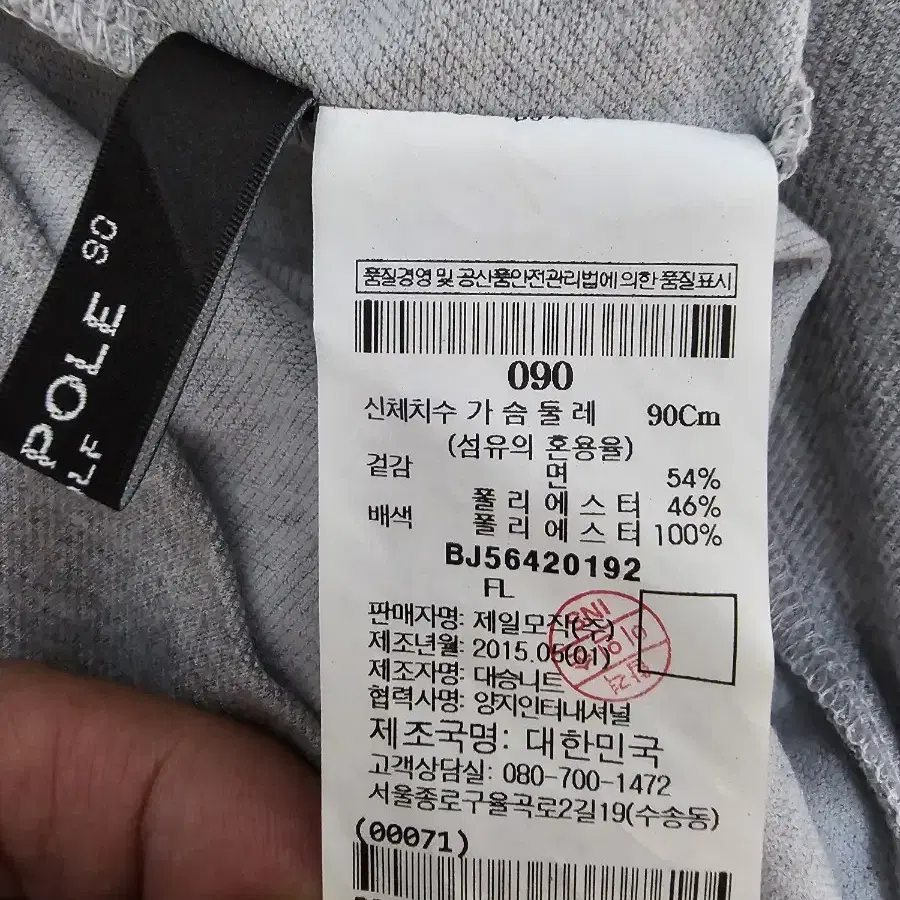 POLE 90
LF
품질경영 및 공산품안전관리법에 의한 품질표시
090
신체치수 가 슴 둘 레 90Cm
(섬유의 혼용율)
겉감 면 54%
폴 리 에 스 터 46%
배색 폴 리 에 스 터 100%
BJ56420192
FL
판매자명: 제일모직(주)
제조년월: 2015.05(01)
제조자명: 대승니트
협력사명: 양지인터내셔널
제조국명: 대한민국
고객상담실: 080-700-1472
서울종로구율곡로2길19(수송동)
(00071)